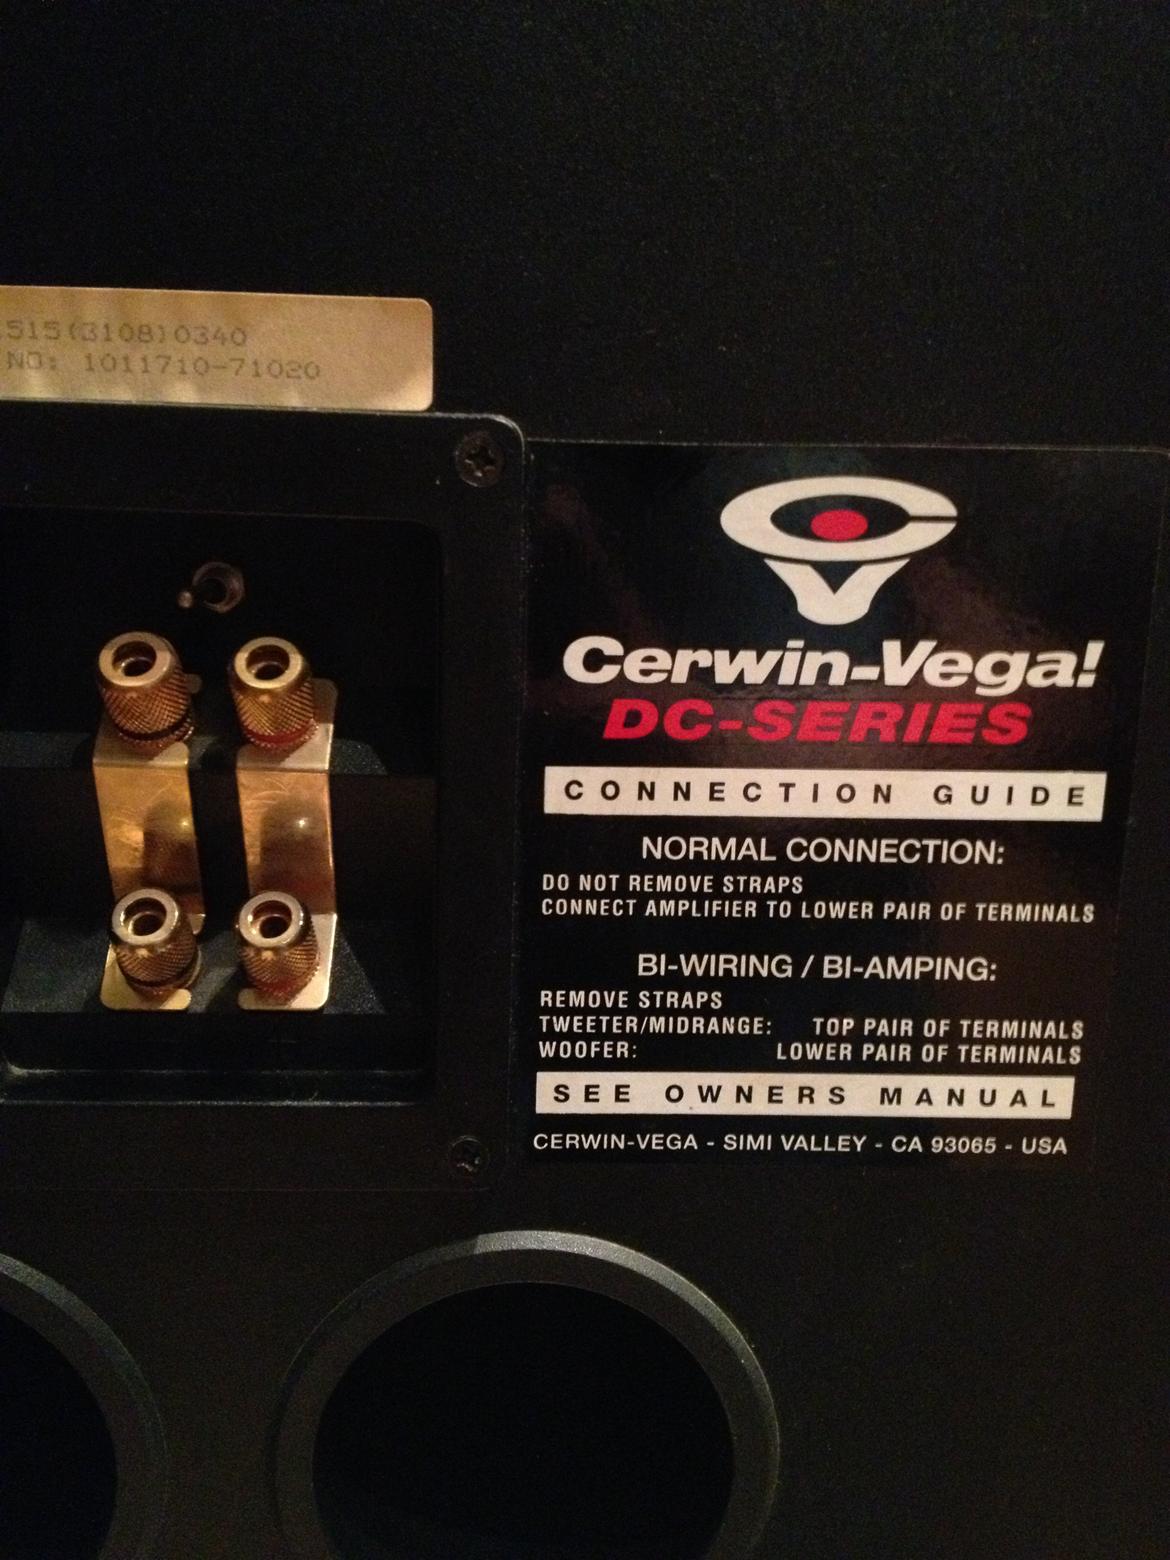 515(3108)0340
NO: 1011710-71020
Cerwin-Vega!
DC-SERIES
CONNECTION GUIDE
NORMAL CONNECTION:
DO NOT REMOVE STRAPS
CONNECT AMPLIFIER TO LOWER PAIR OF TERMINALS
BI-WIRING / BI-AMPING:
REMOVE STRAPS
TWEETER/MIDRANGE: TOP PAIR OF TERMINALS
WOOFER: LOWER PAIR OF TERMINALS
SEE OWNERS MANUAL
CERWIN-VEGA - SIMI VALLEY - CA 93065 - USA